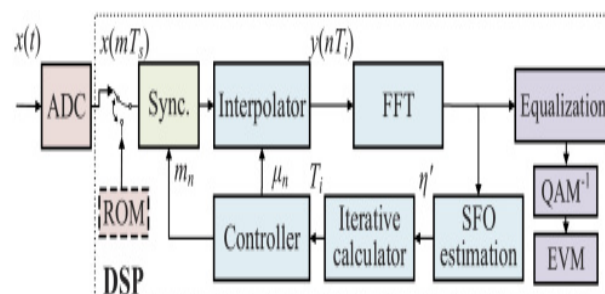 x(t)
x(mTs)
y(nTi)
ADC
Sync.
Interpolator
FFT
Equalization
mn
μn
Ti
η'
QAM⁻¹
ROM
Controller
Iterative
calculator
SFO
estimation
EVM
DSP